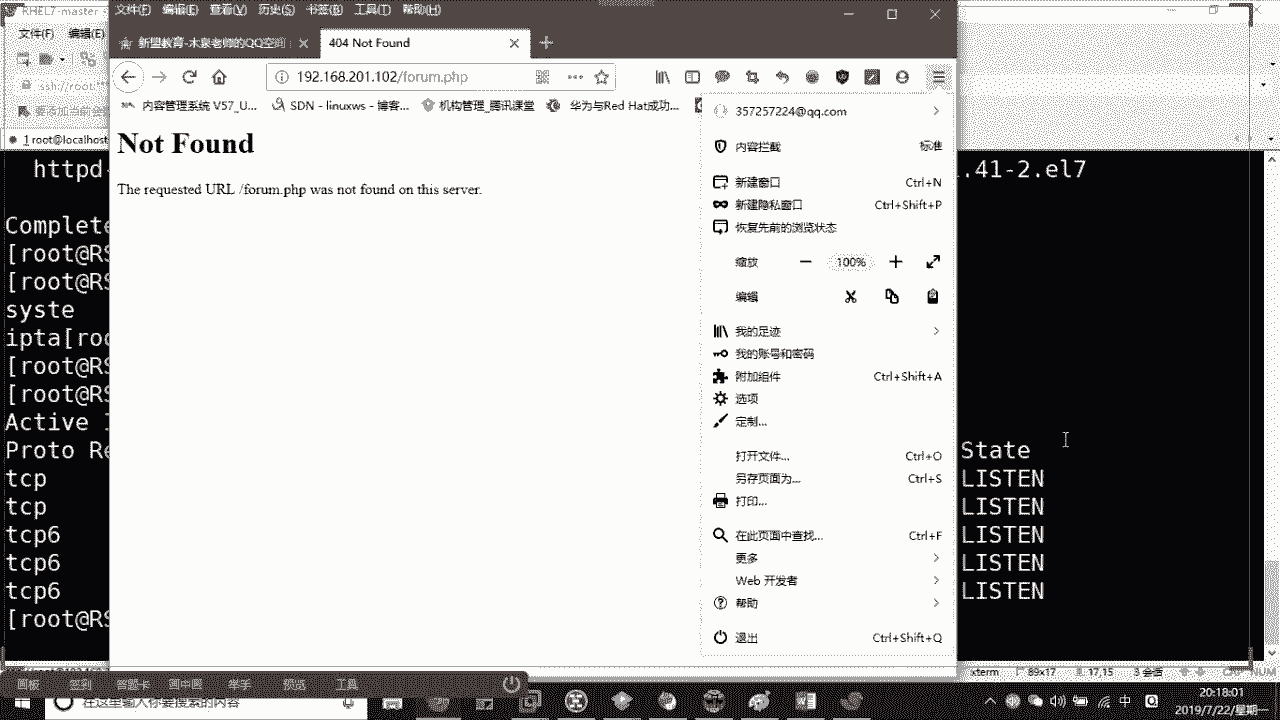 RHEL7-master
文件(F) 编辑(E) 查看(V) 历史(S) 书签(B) 工具(T) 帮助(H)
文件(F) 编辑(E)
新盟教育-木泉老师的QQ空间
404 Not Found
192.168.201.102/forum.php
ssh://root:
内容管理系统 V57_U... SDN - linuxws - 博客... 机构管理_腾讯课堂 华为与Red Hat成功...
1 root@localhost
Not Found
The requested URL /forum.php was not found on this server.
357257224@qq.com
内容拦截 标准
新建窗口 Ctrl+N
新建隐私窗口 Ctrl+Shift+P
恢复先前的浏览状态
缩放 100%
编辑
我的足迹
我的账号和密码
附加组件 Ctrl+Shift+A
选项
定制...
打开文件... Ctrl+O
另存页面为... Ctrl+S
打印...
在此页面中查找... Ctrl+F
更多
Web 开发者
帮助
退出 Ctrl+Shift+Q
httpd- .41-2.el7
Complete
[root@RS
[root@RS
syste
ipta[roo
[root@RS
[root@RS
Active
Proto Re State
tcp LISTEN
tcp LISTEN
tcp6 LISTEN
tcp6 LISTEN
tcp6 LISTEN
[root@RS
xterm 89x17 17,15 3 会话 CAP NUM
画板 签到 答题卡 画中画 举手 预览 工具
在这里输入你要搜索的内容
中
20:18:01
2019/7/22/星期一